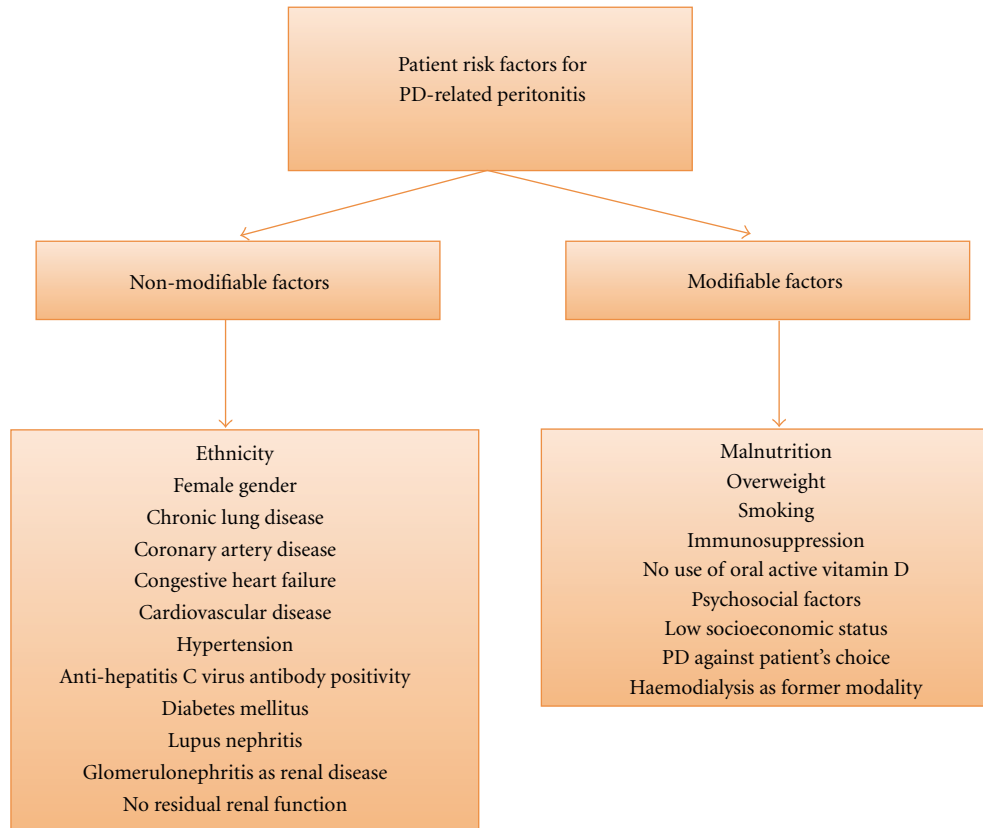 Patient risk factors for
PD-related peritonitis
Non-modifiable factors
Modifiable factors
Ethnicity
Female gender
Chronic lung disease
Coronary artery disease
Congestive heart failure
Cardiovascular disease
Hypertension
Anti-hepatitis C virus antibody positivity
Diabetes mellitus
Lupus nephritis
Glomerulonephritis as renal disease
No residual renal function
Malnutrition
Overweight
Smoking
Immunosuppression
No use of oral active vitamin D
Psychosocial factors
Low socioeconomic status
PD against patient's choice
Haemodialysis as former modality